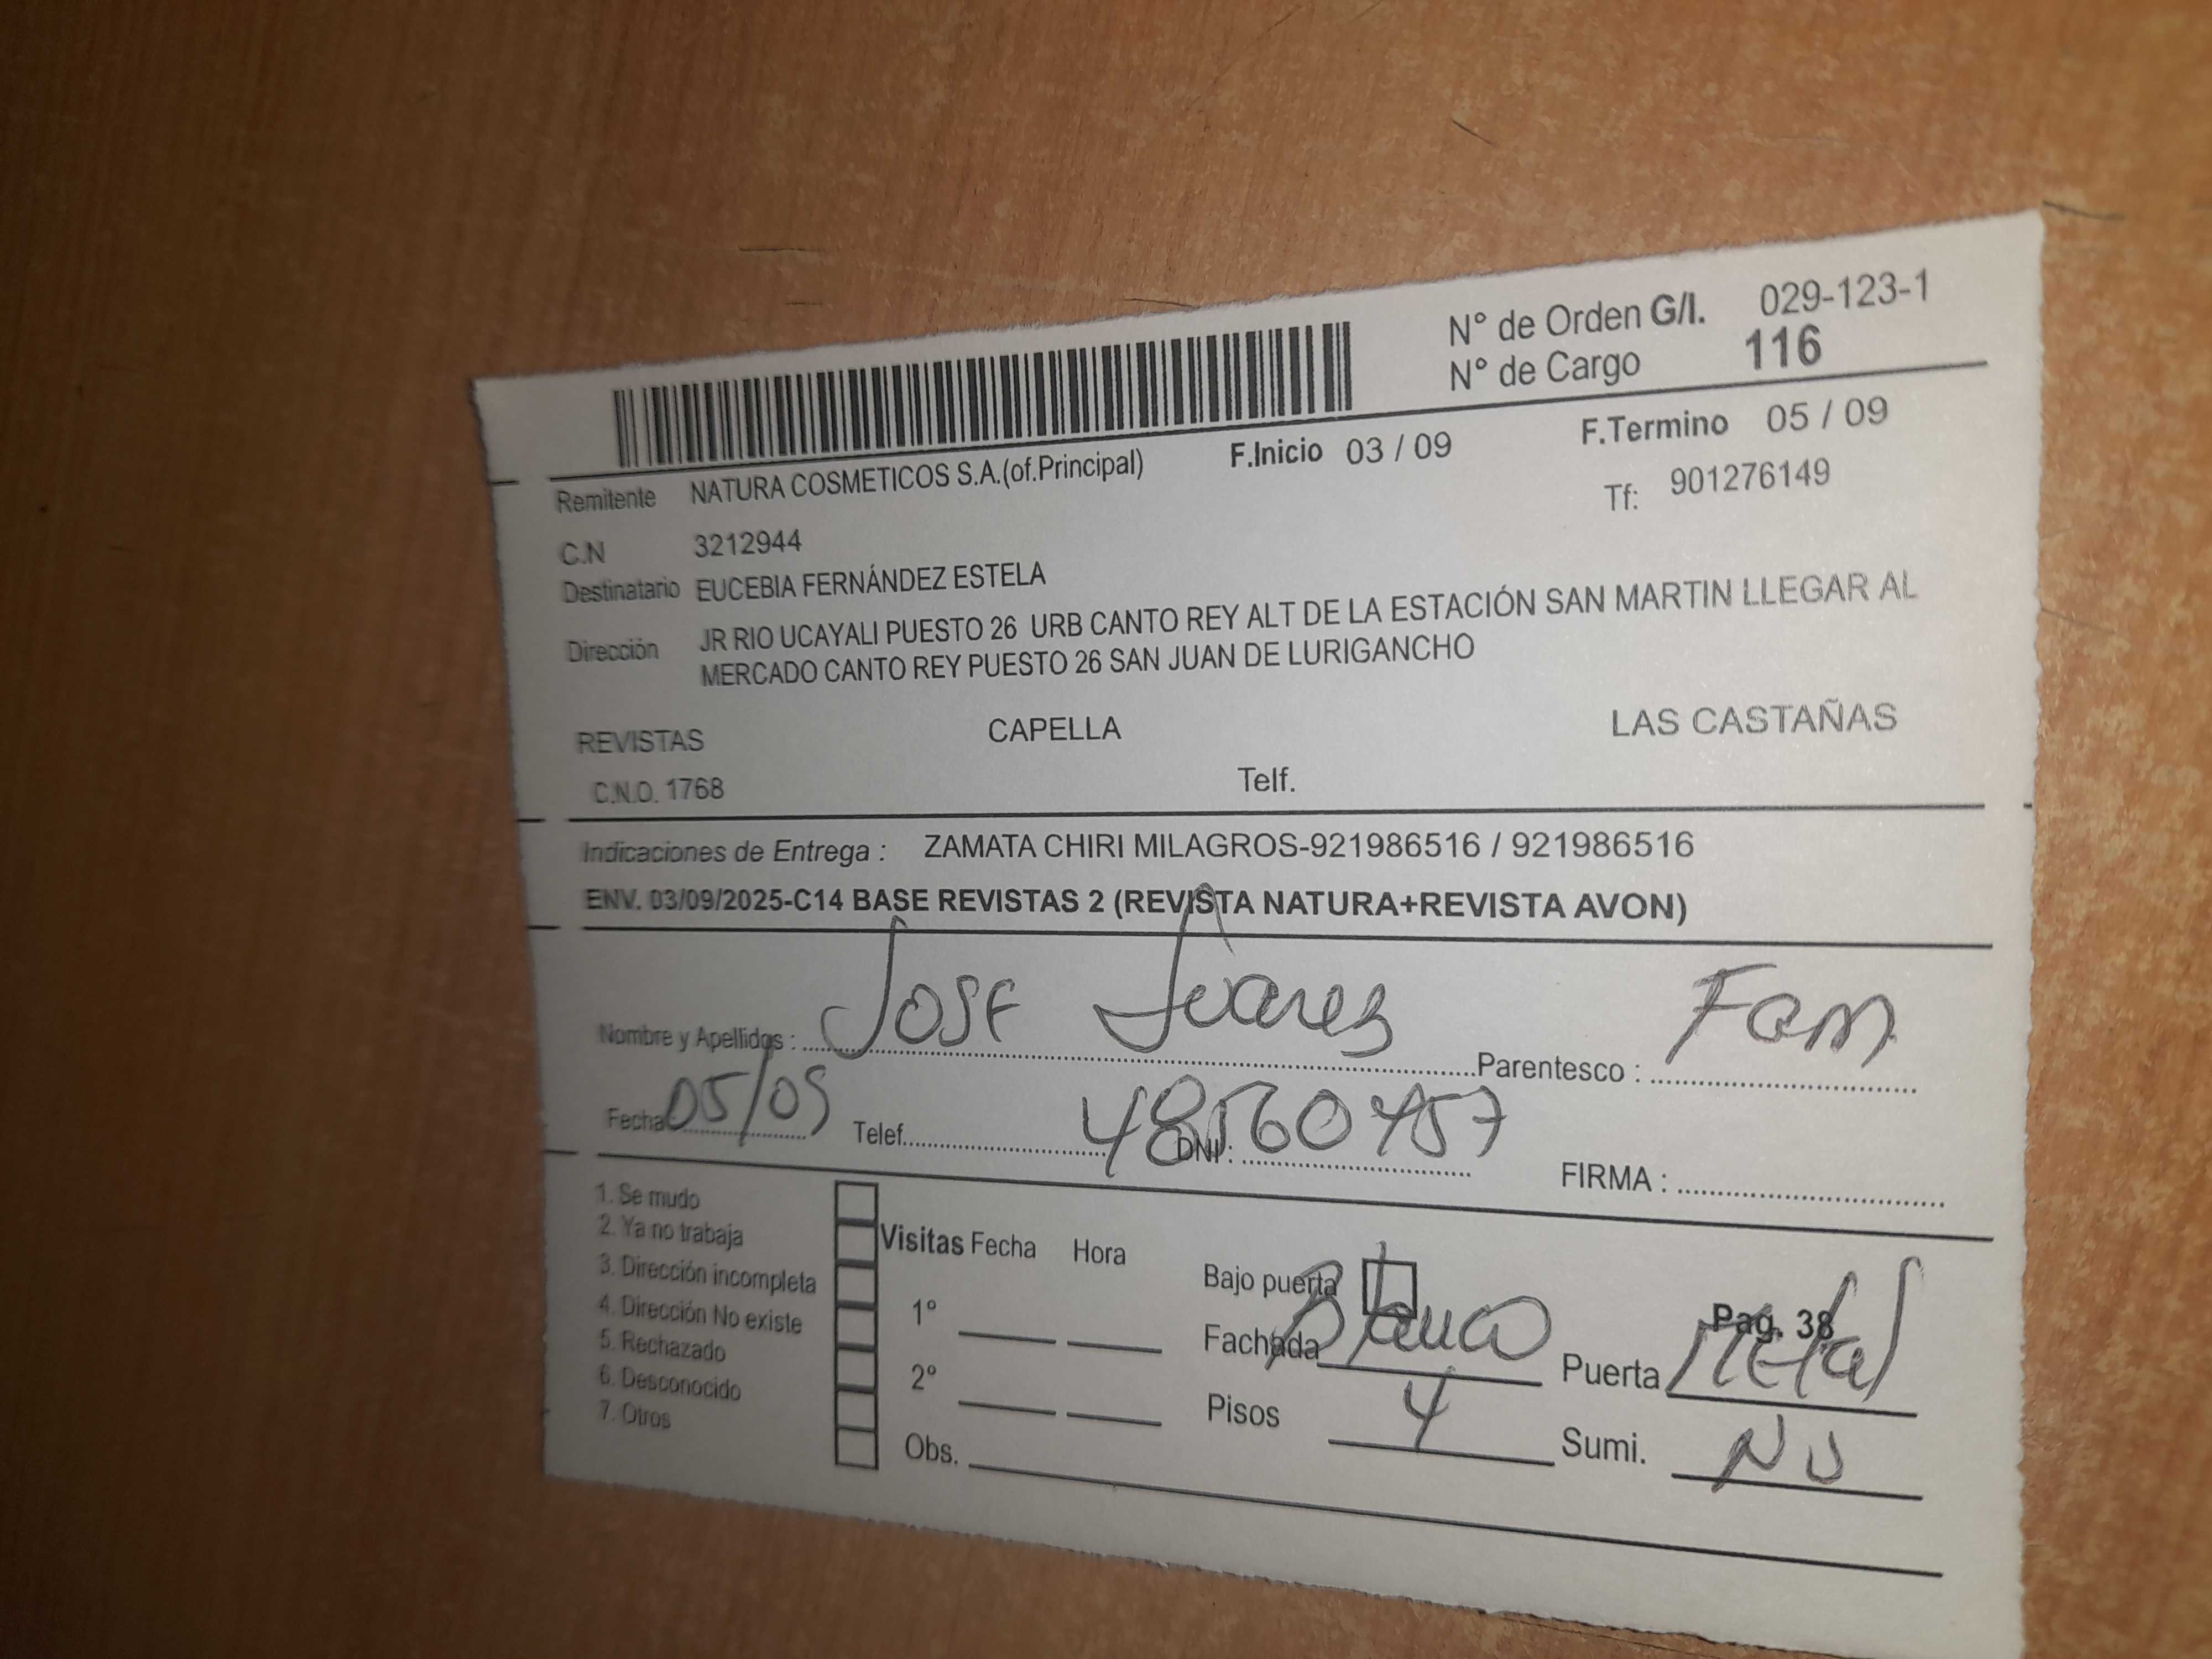 N° de Orden G/I. 029-123-1
N° de Cargo 116
F.Inicio 03 / 09 F.Termino 05 / 09
Remitente NATURA COSMETICOS S.A.(of.Principal) Tf: 901276149
C.N 3212944
Destinatario EUCEBIA FERNÁNDEZ ESTELA
Dirección JR RIO UCAYALI PUESTO 26 URB CANTO REY ALT DE LA ESTACIÓN SAN MARTIN LLEGAR AL
MERCADO CANTO REY PUESTO 26 SAN JUAN DE LURIGANCHO
REVISTAS CAPELLA LAS CASTAÑAS
C.N.O. 1768 Telf.
Indicaciones de Entrega : ZAMATA CHIRI MILAGROS-921986516 / 921986516
ENV. 03/09/2025-C14 BASE REVISTAS 2 (REVISTA NATURA+REVISTA AVON)
Nombre y Apellidos : JOSE Juares Parentesco : Fam
Fecha 05/09 Telef. DNI : 48560457 FIRMA :
1. Se mudo
2. Ya no trabaja
3. Dirección incompleta
4. Dirección No existe
5. Rechazado
6. Desconocido
7. Otros
Visitas Fecha Hora
1°
2°
Obs.
Bajo puerta Pag. 38
Fachada Blanco Puerta Metal
Pisos 4 Sumi. NO